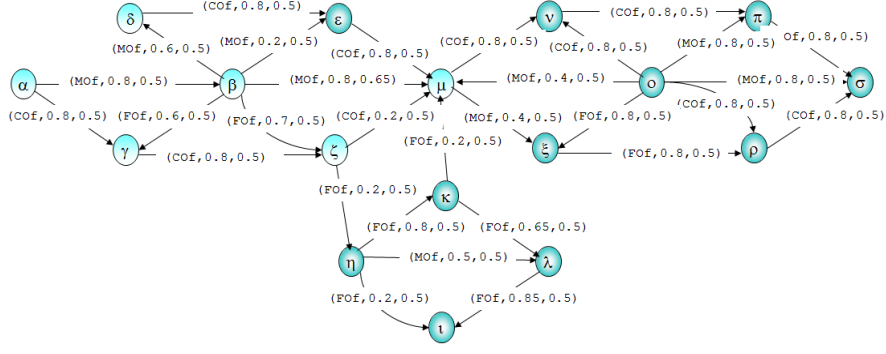 (COf,0.8,0.5)
δ ε ν (COf,0.8,0.5) π
(MOf,0.6,0.5) (MOf,0.2,0.5) (COf,0.8,0.5) (COf,0.8,0.5) (COf,0.8,0.5) (MOf,0.8,0.5) Of,0.8,0.5)
α (MOf,0.8,0.5) β (MOf,0.8,0.65) μ (MOf,0.4,0.5) ο (MOf,0.8,0.5) σ
(COf,0.8,0.5) (FOf,0.6,0.5) (FOf,0.7,0.5) (COf,0.2,0.5) (MOf,0.4,0.5) (FOf,0.8,0.5) (COf,0.8,0.5) (COf,0.8,0.5)
γ (COf,0.8,0.5) ζ (FOf,0.2,0.5) ξ (FOf,0.8,0.5) ρ
(FOf,0.2,0.5) κ
(FOf,0.8,0.5) (FOf,0.65,0.5)
η (MOf,0.5,0.5) λ
(FOf,0.2,0.5) (FOf,0.85,0.5)
ι